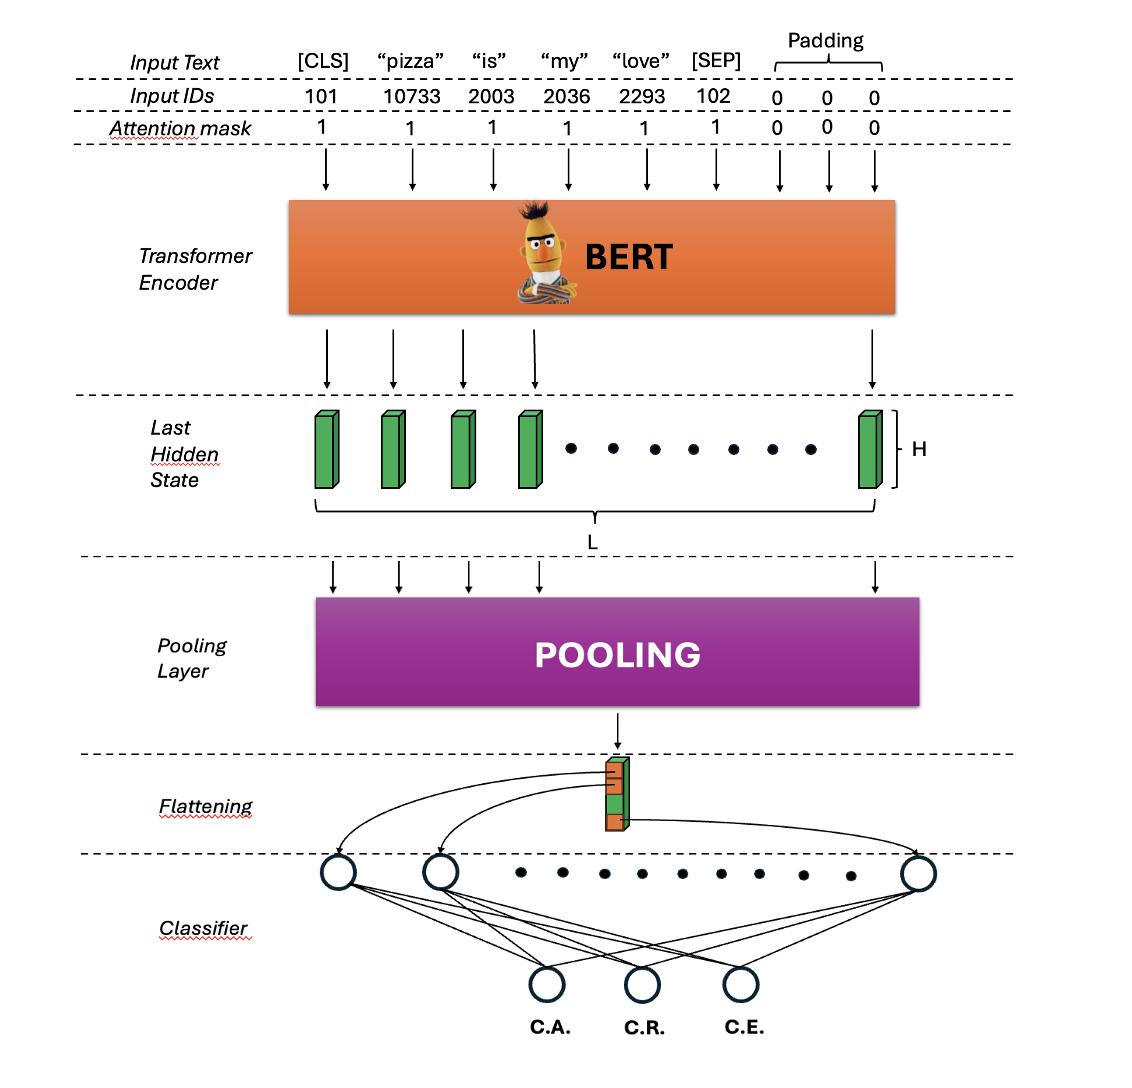 Padding
Input Text [CLS] “pizza” “is” “my” “love” [SEP]
Input IDs 101 10733 2003 2036 2293 102 0 0 0
Attention mask 1 1 1 1 1 1 0 0 0
Transformer
Encoder
BERT
Last
Hidden
State
H
L
Pooling
Layer
POOLING
Flattening
Classifier
C.A. C.R. C.E.